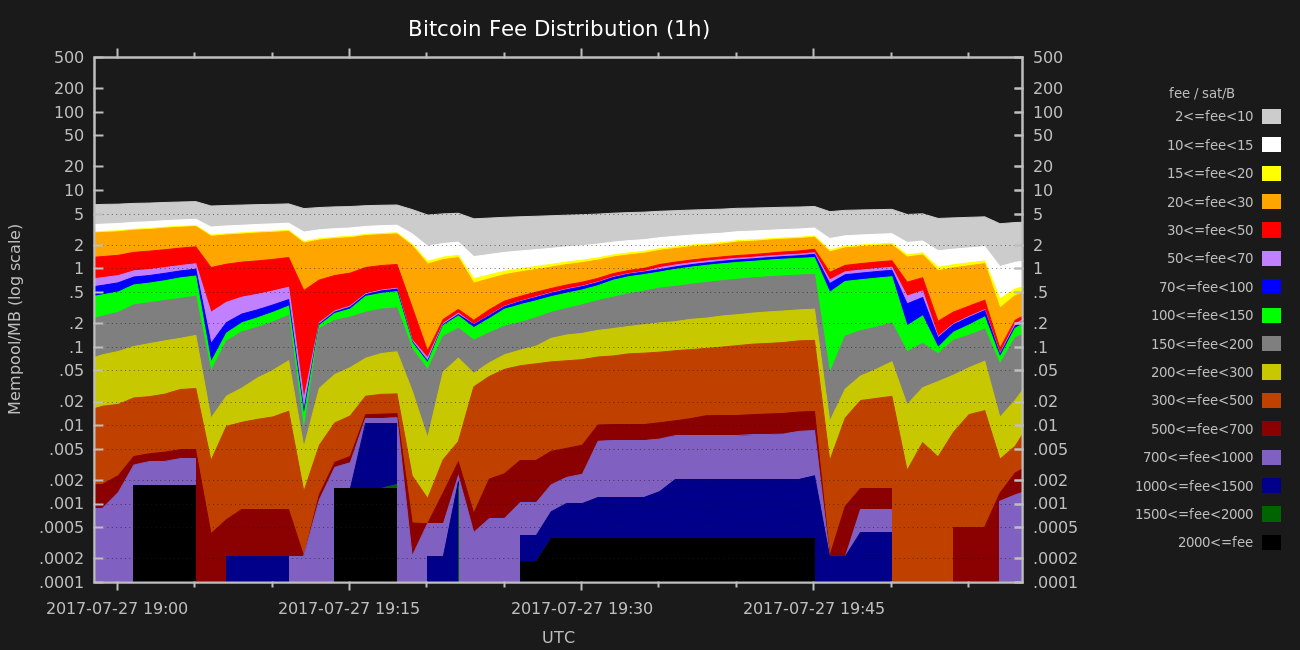 Bitcoin Fee Distribution (1h)
Mempool/MB (log scale)
500
200
100
50
20
10
5
2
1
.5
.2
.1
.05
.02
.01
.005
.002
.001
.0005
.0002
.0001
500
200
100
50
20
10
5
2
1
.5
.2
.1
.05
.02
.01
.005
.002
.001
.0005
.0002
.0001
2017-07-27 19:00
2017-07-27 19:15
2017-07-27 19:30
2017-07-27 19:45
UTC
fee / sat/B
2<=fee<10
10<=fee<15
15<=fee<20
20<=fee<30
30<=fee<50
50<=fee<70
70<=fee<100
100<=fee<150
150<=fee<200
200<=fee<300
300<=fee<500
500<=fee<700
700<=fee<1000
1000<=fee<1500
1500<=fee<2000
2000<=fee